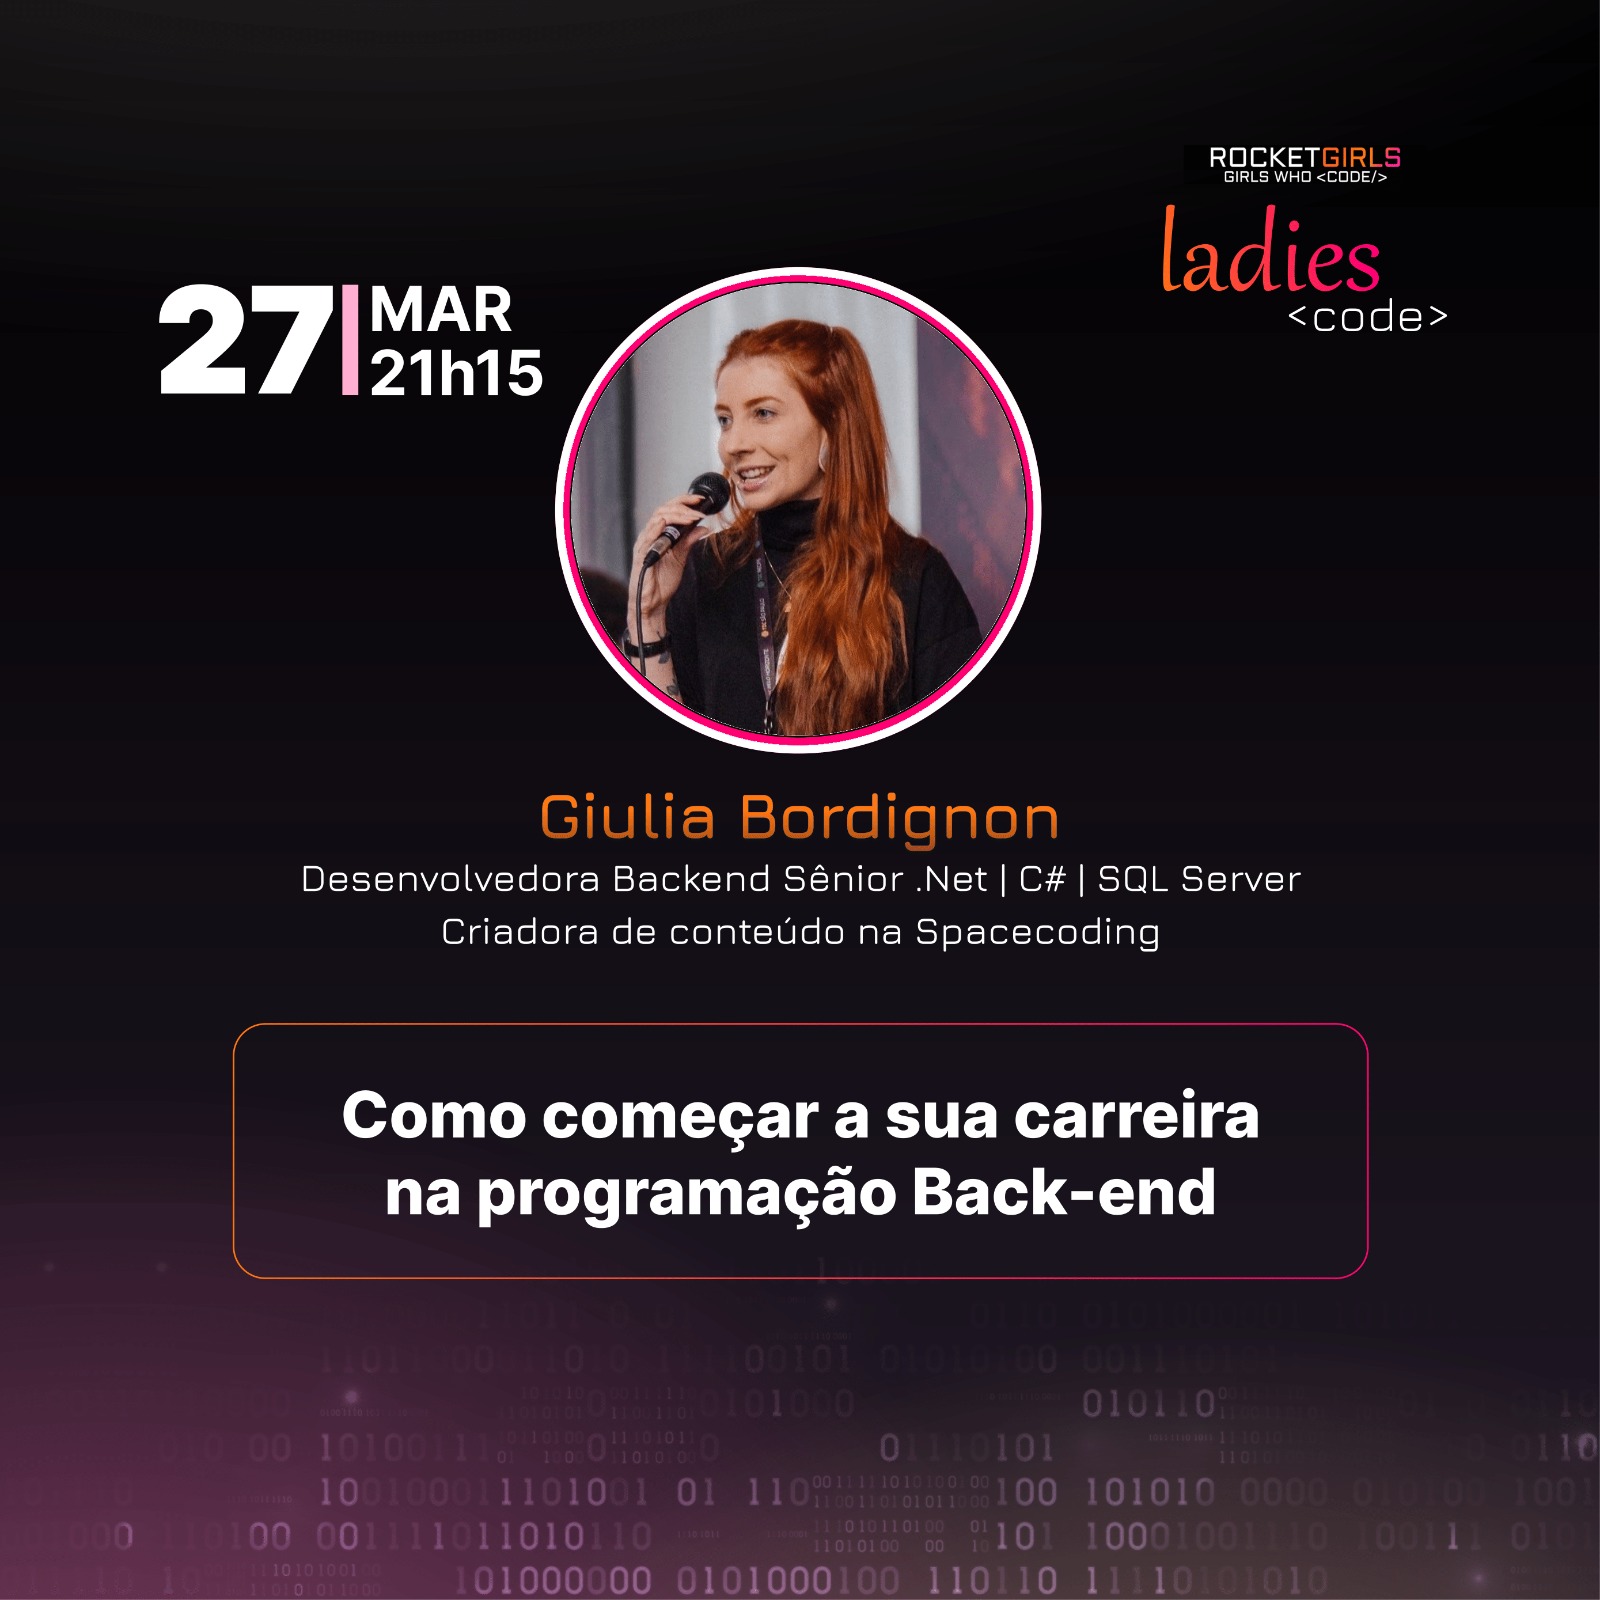 ROCKETGIRLS
GIRLS WHO <CODE/>
ladies
<code>
27
MAR
21h15
Giulia Bordignon
Desenvolvedora Backend Sênior .Net | C# | SQL Server
Criadora de conteúdo na Spacecoding
Como começar a sua carreira
na programação Back-end